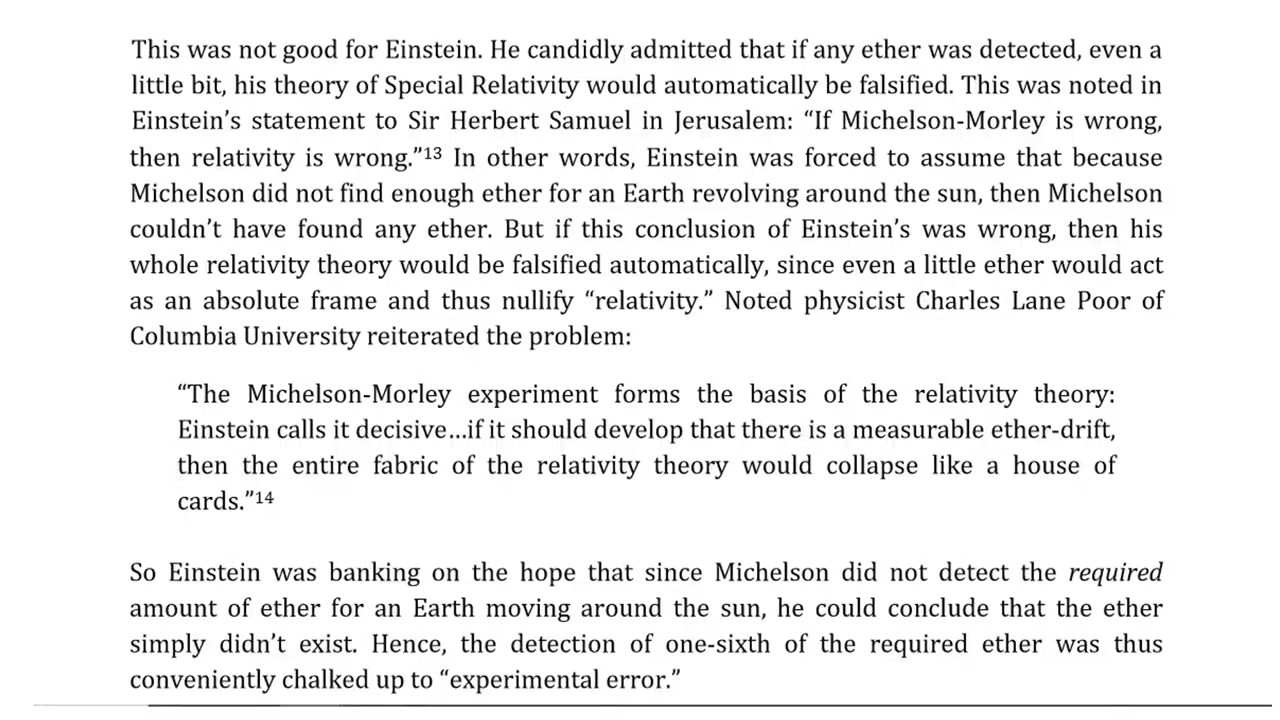 This was not good for Einstein. He candidly admitted that if any ether was detected, even a
little bit, his theory of Special Relativity would automatically be falsified. This was noted in
Einstein’s statement to Sir Herbert Samuel in Jerusalem: “If Michelson-Morley is wrong,
then relativity is wrong.”13 In other words, Einstein was forced to assume that because
Michelson did not find enough ether for an Earth revolving around the sun, then Michelson
couldn’t have found any ether. But if this conclusion of Einstein’s was wrong, then his
whole relativity theory would be falsified automatically, since even a little ether would act
as an absolute frame and thus nullify “relativity.” Noted physicist Charles Lane Poor of
Columbia University reiterated the problem:
“The Michelson-Morley experiment forms the basis of the relativity theory:
Einstein calls it decisive…if it should develop that there is a measurable ether-drift,
then the entire fabric of the relativity theory would collapse like a house of
cards.”14
So Einstein was banking on the hope that since Michelson did not detect the required
amount of ether for an Earth moving around the sun, he could conclude that the ether
simply didn’t exist. Hence, the detection of one-sixth of the required ether was thus
conveniently chalked up to “experimental error.”